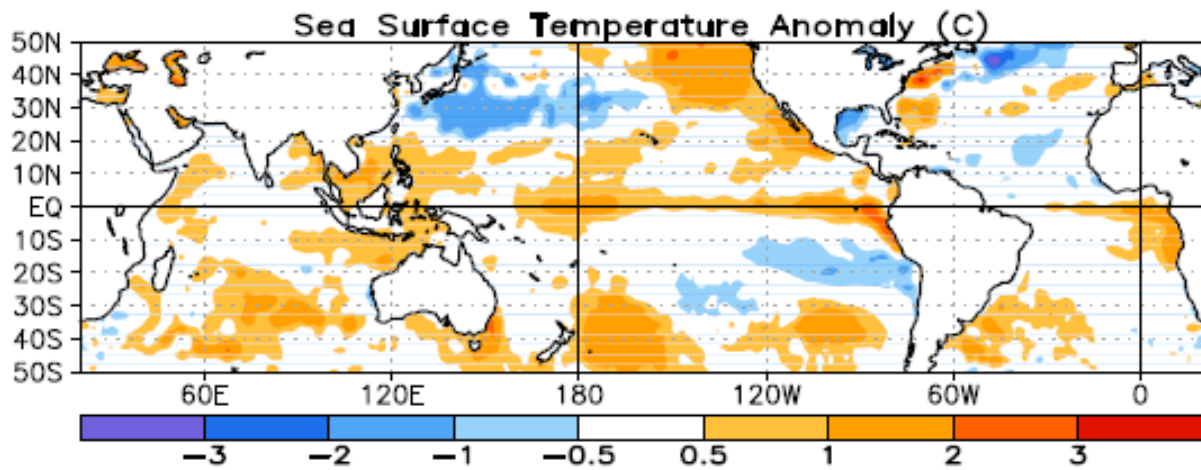 Sea Surface Temperature Anomaly (C)
50N
40N
30N
20N
10N
EQ
10S
20S
30S
40S
50S
60E 120E 180 120W 60W 0
−3 −2 −1 −0.5 0.5 1 2 3